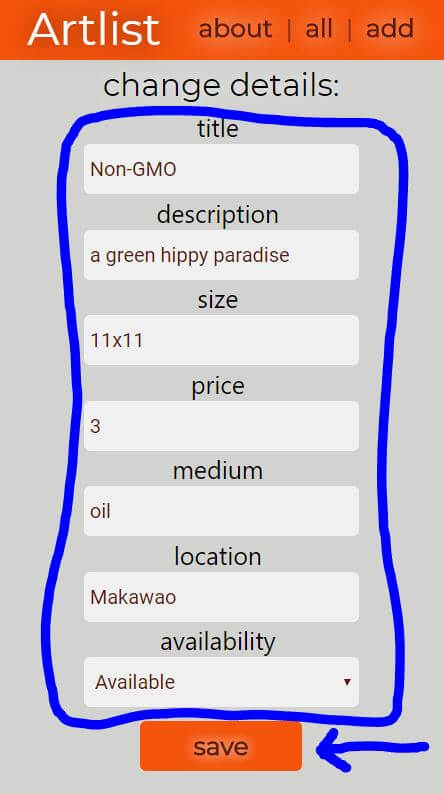 Artlist about | all | add
change details:
title
Non-GMO
description
a green hippy paradise
size
11x11
price
3
medium
oil
location
Makawao
availability
Available
save